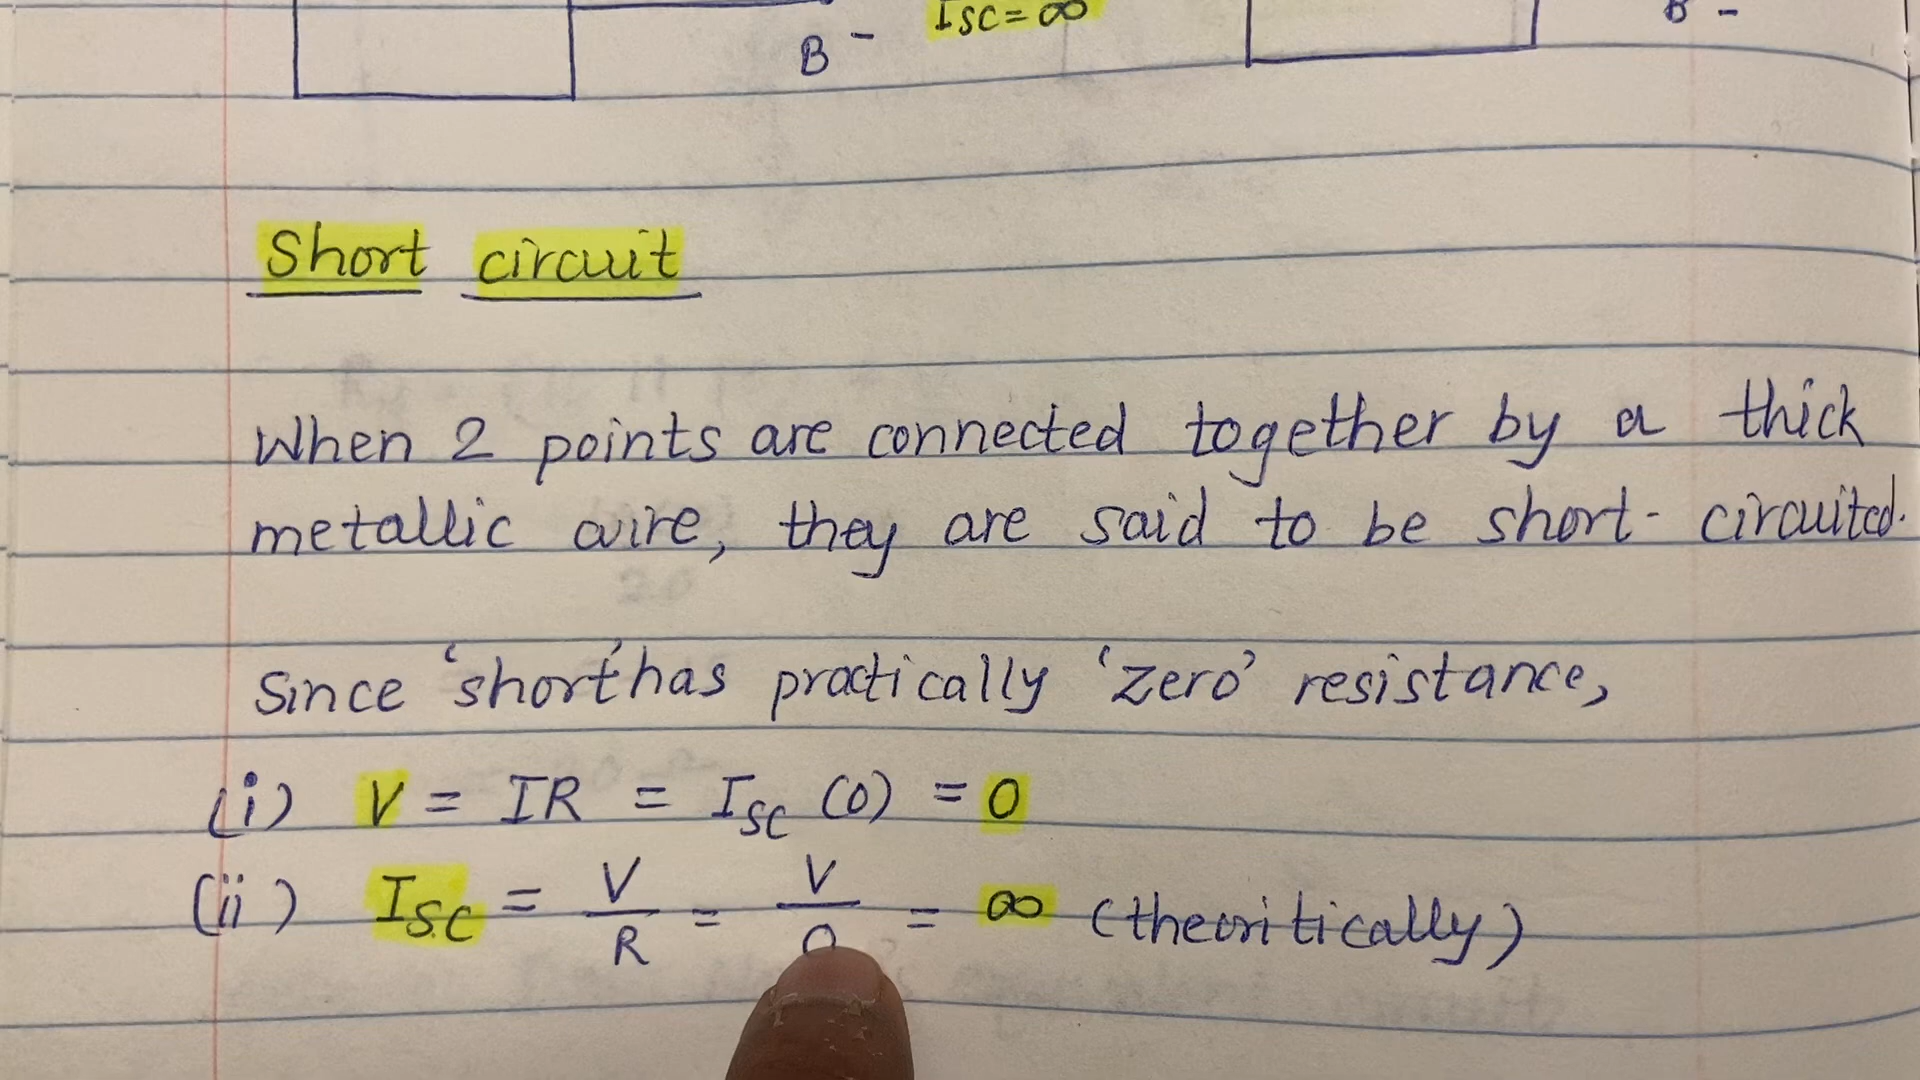 B - Isc = ∞ B -
Short circuit
When 2 points are connected together by a thick
metallic wire, they are said to be short-circuited.
Since 'short' has practically 'zero' resistance,
(i) V = IR = Isc (0) = 0
(ii) Isc = V/R = V/0 = ∞ (theoritically)